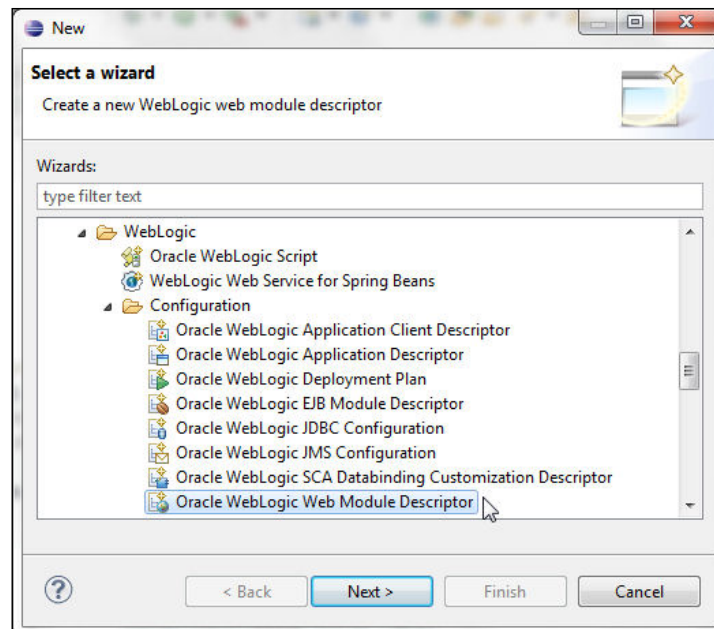 New
Select a wizard
Create a new WebLogic web module descriptor
Wizards:
type filter text
WebLogic
Oracle WebLogic Script
WebLogic Web Service for Spring Beans
Configuration
Oracle WebLogic Application Client Descriptor
Oracle WebLogic Application Descriptor
Oracle WebLogic Deployment Plan
Oracle WebLogic EJB Module Descriptor
Oracle WebLogic JDBC Configuration
Oracle WebLogic JMS Configuration
Oracle WebLogic SCA Databinding Customization Descriptor
Oracle WebLogic Web Module Descriptor
? < Back Next > Finish Cancel